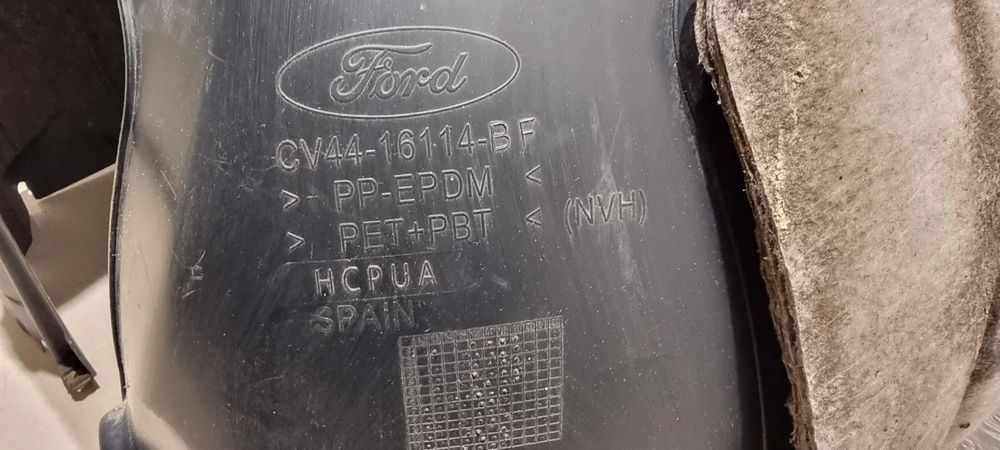 Ford
CV44-16114-BF
> PP-EPDM <
> PET+PBT < (NVH)
HCPUA
SPAIN